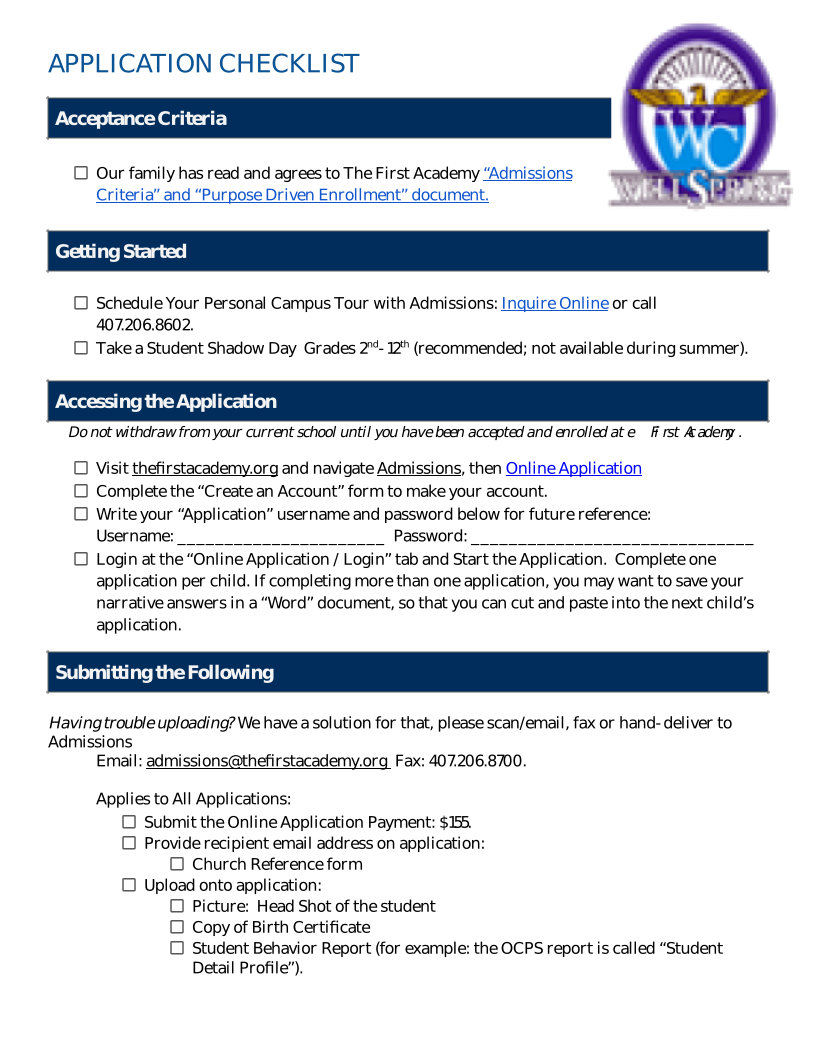 APPLICATION CHECKLIST
WC
WELLSPRING
Acceptance Criteria
☐ Our family has read and agrees to The First Academy “Admissions
Criteria” and “Purpose Driven Enrollment” document.
Getting Started
☐ Schedule Your Personal Campus Tour with Admissions: Inquire Online or call
407.206.8602.
☐ Take a Student Shadow Day Grades 2nd- 12th (recommended; not available during summer).
Accessing the Application
Do not withdraw from your current school until you have been accepted and enrolled at e First Academy .
☐ Visit thefirstacademy.org and navigate Admissions, then Online Application
☐ Complete the “Create an Account” form to make your account.
☐ Write your “Application” username and password below for future reference:
Username: ______________________ Password: ______________________________
☐ Login at the “Online Application / Login” tab and Start the Application. Complete one
application per child. If completing more than one application, you may want to save your
narrative answers in a “Word” document, so that you can cut and paste into the next child’s
application.
Submitting the Following
Having trouble uploading? We have a solution for that, please scan/email, fax or hand- deliver to
Admissions
Email: admissions@thefirstacademy.org Fax: 407.206.8700.
Applies to All Applications:
☐ Submit the Online Application Payment: $155.
☐ Provide recipient email address on application:
☐ Church Reference form
☐ Upload onto application:
☐ Picture: Head Shot of the student
☐ Copy of Birth Certificate
☐ Student Behavior Report (for example: the OCPS report is called “Student
Detail Profile”).